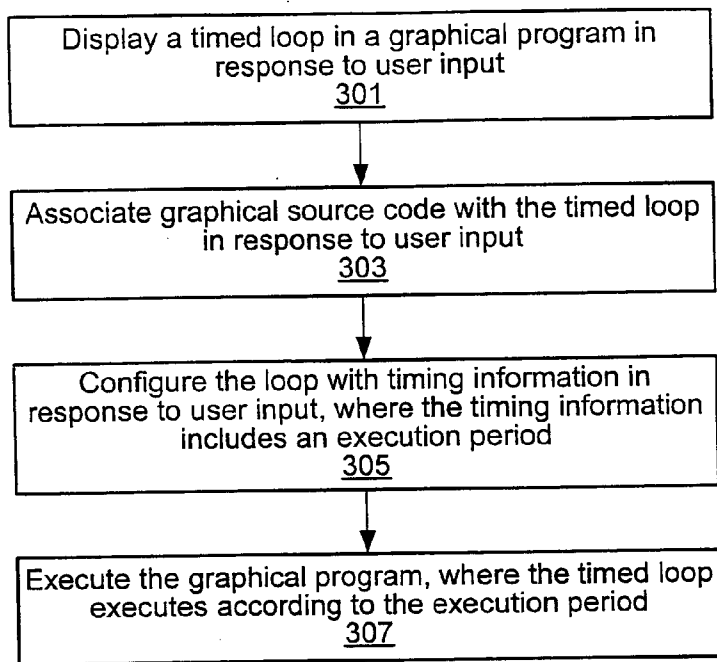 Display a timed loop in a graphical program in
response to user input
301
Associate graphical source code with the timed loop
in response to user input
303
Configure the loop with timing information in
response to user input, where the timing information
includes an execution period
305
Execute the graphical program, where the timed loop
executes according to the execution period
307